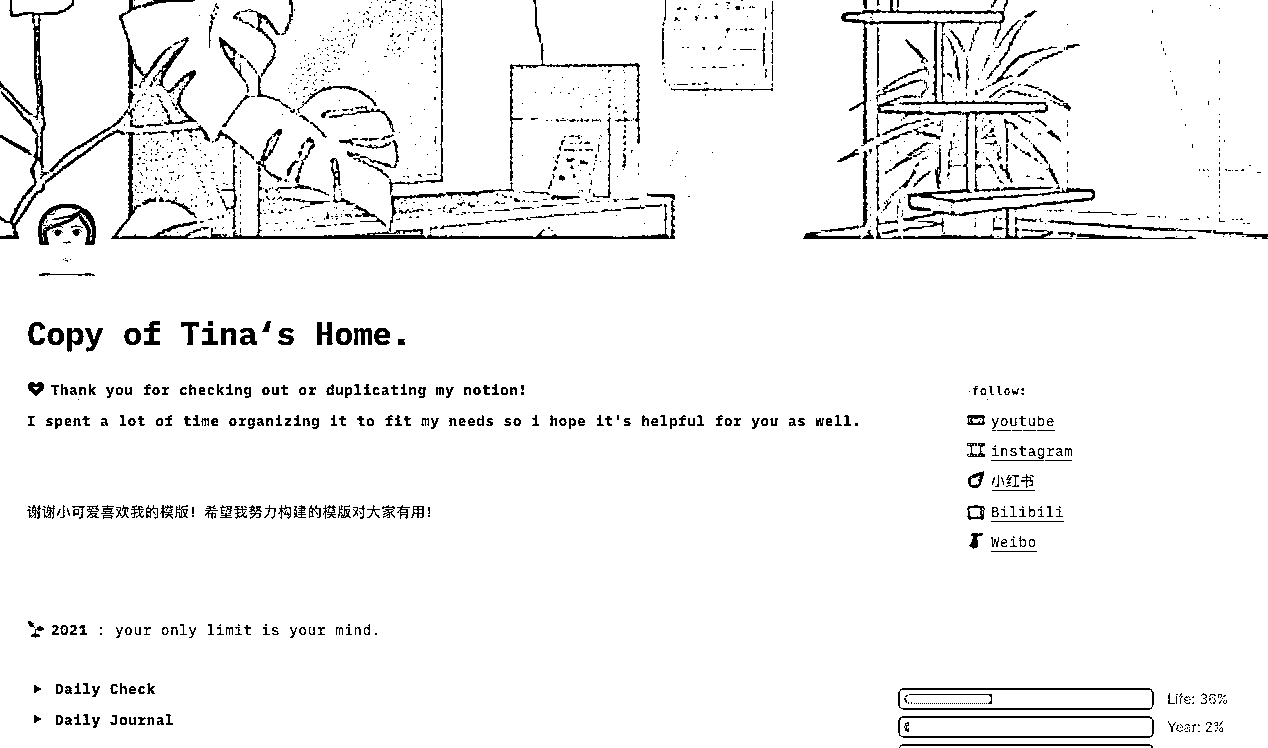 Copy of Tina‘s Home.
Thank you for checking out or duplicating my notion!
I spent a lot of time organizing it to fit my needs so i hope it's helpful for you as well.
谢谢小可爱喜欢我的模版！希望我努力构建的模版对大家有用！
follow:
youtube
instagram
小红书
Bilibili
Weibo
2021 : your only limit is your mind.
Daily Check
Daily Journal
Life: 36%
Year: 2%